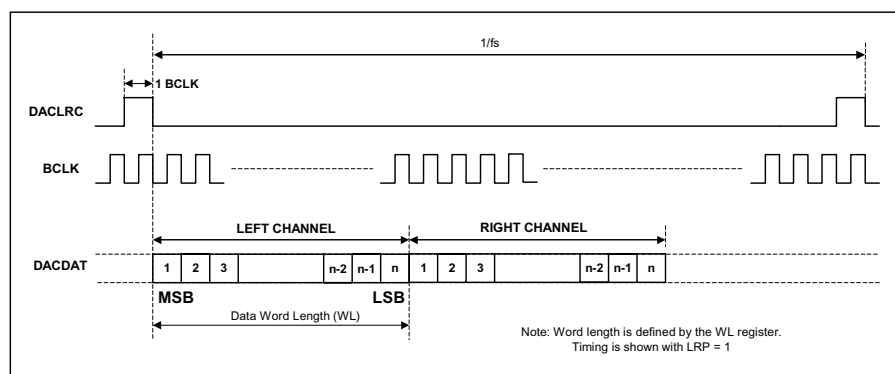 1/fs
1 BCLK
DACLRC
BCLK
LEFT CHANNEL RIGHT CHANNEL
DACDAT 1 2 3 n-2 n-1 n 1 2 3 n-2 n-1 n
MSB LSB
Data Word Length (WL)
Note: Word length is defined by the WL register.
Timing is shown with LRP = 1